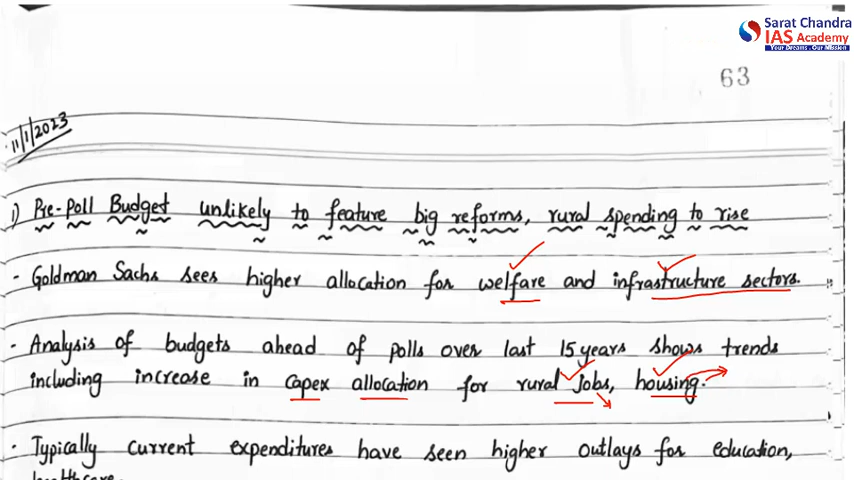 Sarat Chandra
IAS Academy
Your Dreams . Our Mission
63
11/1/2023
1) Pre-Poll Budget unlikely to feature big reforms, rural spending to rise
- Goldman Sachs sees higher allocation for welfare and infrastructure sectors.
- Analysis of budgets ahead of polls over last 15 years shows trends
including increase in capex allocation for rural jobs, housing.
- Typically current expenditures have seen higher outlays for education,
healthcare.